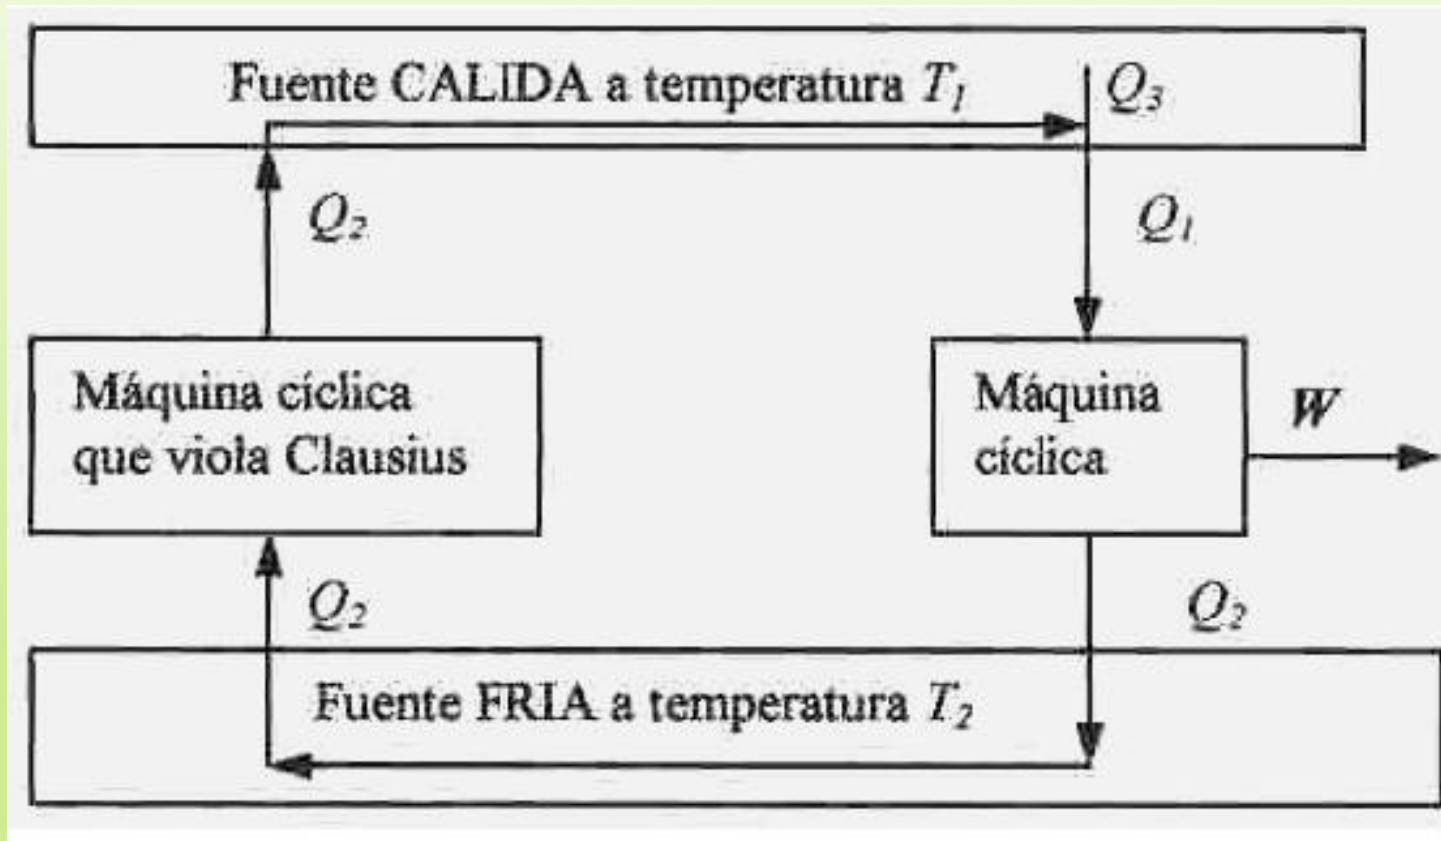 Fuente CALIDA a temperatura T₁
Q₃
Q₂
Q₁
Máquina cíclica
que viola Clausius
Máquina
cíclica
W
Q₂
Q₂
Fuente FRIA a temperatura T₂